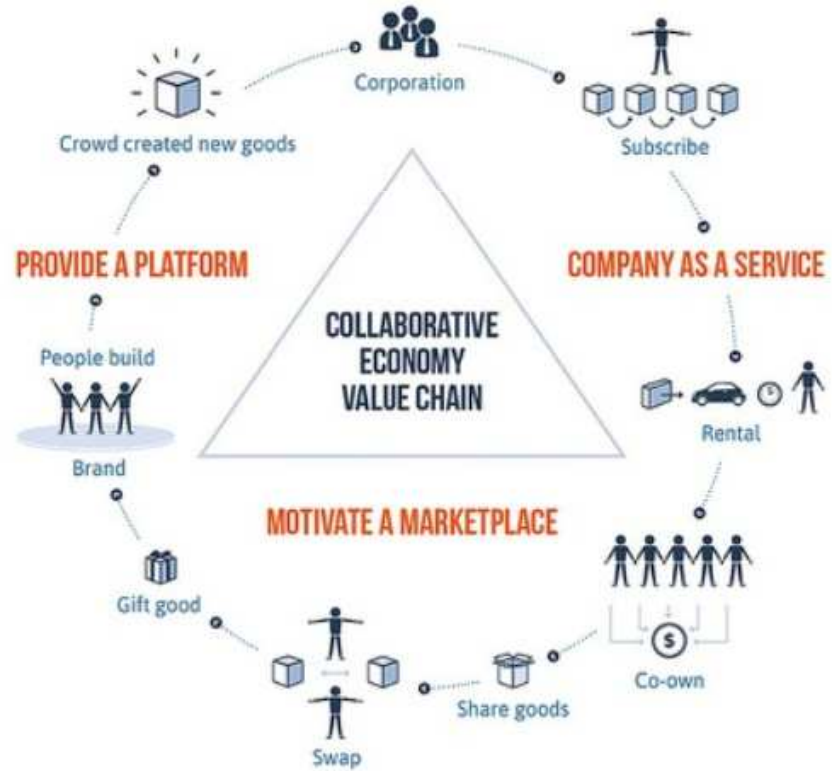 Corporation
Crowd created new goods
Subscribe
PROVIDE A PLATFORM
COMPANY AS A SERVICE
COLLABORATIVE
ECONOMY
VALUE CHAIN
People build
Brand
Rental
MOTIVATE A MARKETPLACE
$
Gift good
Co-own
Share goods
Swap